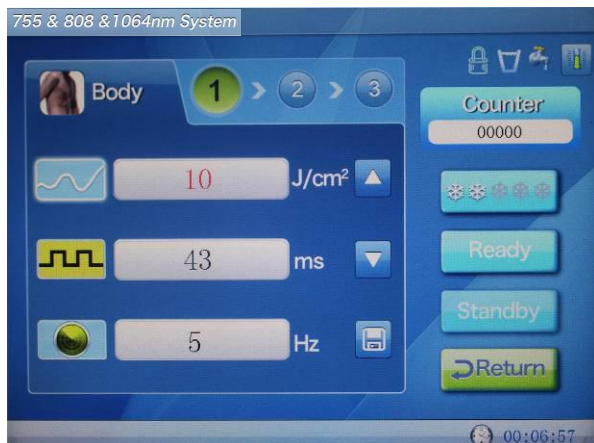 755 & 808 &1064nm System
Body
1 > 2 > 3
Counter
00000
10 J/cm²
43 ms
Ready
Standby
5 Hz
Return
00:06:57